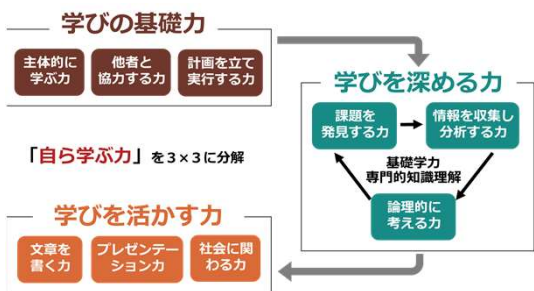 学びの基礎力
主体的に
学ぶ力
他者と
協力する力
計画を立て
実行する力
学びを深める力
課題を
発見する力
情報を収集し
分析する力
基礎学力
専門的知識理解
論理的に
考える力
「自ら学ぶ力」を3×3に分解
学びを活かす力
文章を
書く力
プレゼンテー
ション力
社会に関
わる力